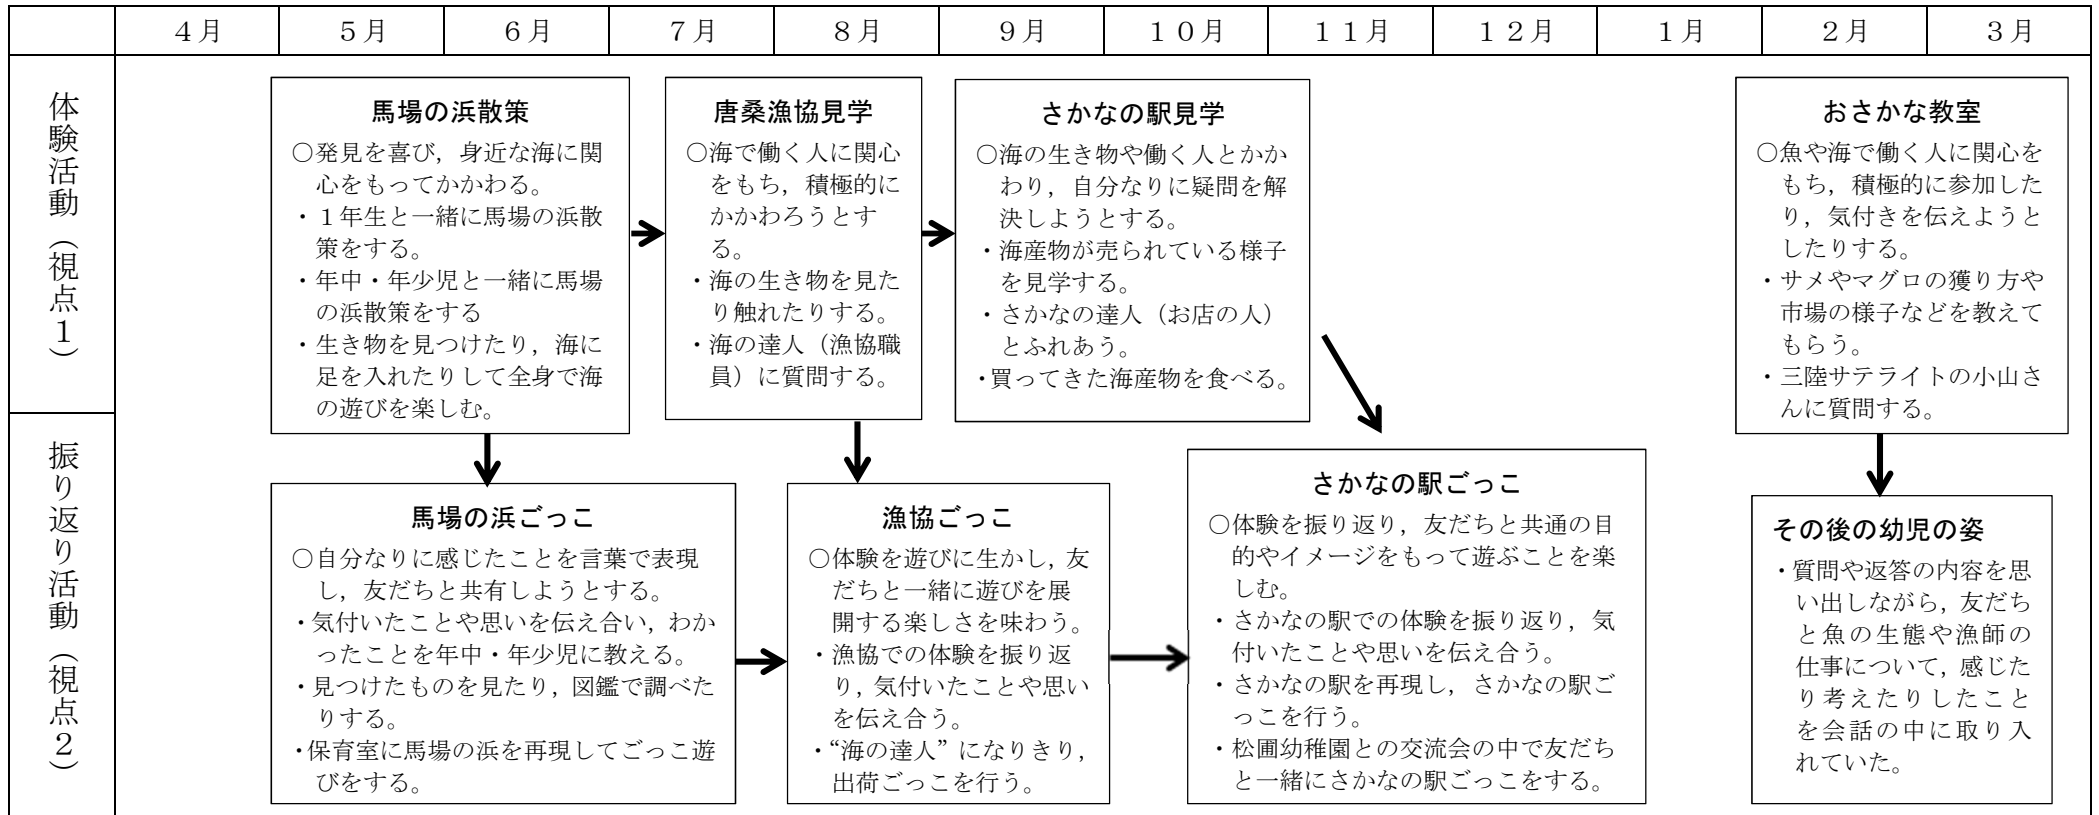 ４月 ５月 ６月 ７月 ８月 ９月 １０月 １１月 １２月 １月 ２月 ３月
体験活動（視点１）
馬場の浜散策
○発見を喜び，身近な海に関
心をもってかかわる。
・１年生と一緒に馬場の浜散
策をする。
・年中・年少児と一緒に馬場
の浜散策をする
・生き物を見つけたり，海に
足を入れたりして全身で海
の遊びを楽しむ。
唐桑漁協見学
○海で働く人に関心
をもち，積極的に
かかわろうとす
る。
・海の生き物を見た
り触れたりする。
・海の達人（漁協職
員）に質問する。
さかなの駅見学
○海の生き物や働く人とかか
わり，自分なりに疑問を解
決しようとする。
・海産物が売られている様子
を見学する。
・さかなの達人（お店の人）
とふれあう。
・買ってきた海産物を食べる。
おさかな教室
○魚や海で働く人に関心を
もち，積極的に参加した
り，気付きを伝えようと
したりする。
・サメやマグロの獲り方や
市場の様子などを教えて
もらう。
・三陸サテライトの小山さ
んに質問する。
振り返り活動（視点２）
馬場の浜ごっこ
○自分なりに感じたことを言葉で表現
し，友だちと共有しようとする。
・気付いたことや思いを伝え合い，わか
ったことを年中・年少児に教える。
・見つけたものを見たり，図鑑で調べた
りする。
・保育室に馬場の浜を再現してごっこ遊
びをする。
漁協ごっこ
○体験を遊びに生かし，友
だちと一緒に遊びを展
開する楽しさを味わう。
・漁協での体験を振り返
り，気付いたことや思い
を伝え合う。
・“海の達人”になりきり，
出荷ごっこを行う。
さかなの駅ごっこ
○体験を振り返り，友だちと共通の目
的やイメージをもって遊ぶことを楽
しむ。
・さかなの駅での体験を振り返り，気
付いたことや思いを伝え合う。
・さかなの駅を再現し，さかなの駅ご
っこを行う。
・松圃幼稚園との交流会の中で友だち
と一緒にさかなの駅ごっこをする。
その後の幼児の姿
・質問や返答の内容を思
い出しながら，友だち
と魚の生態や漁師の
仕事について，感じた
り考えたりしたこと
を会話の中に取り入
れていた。